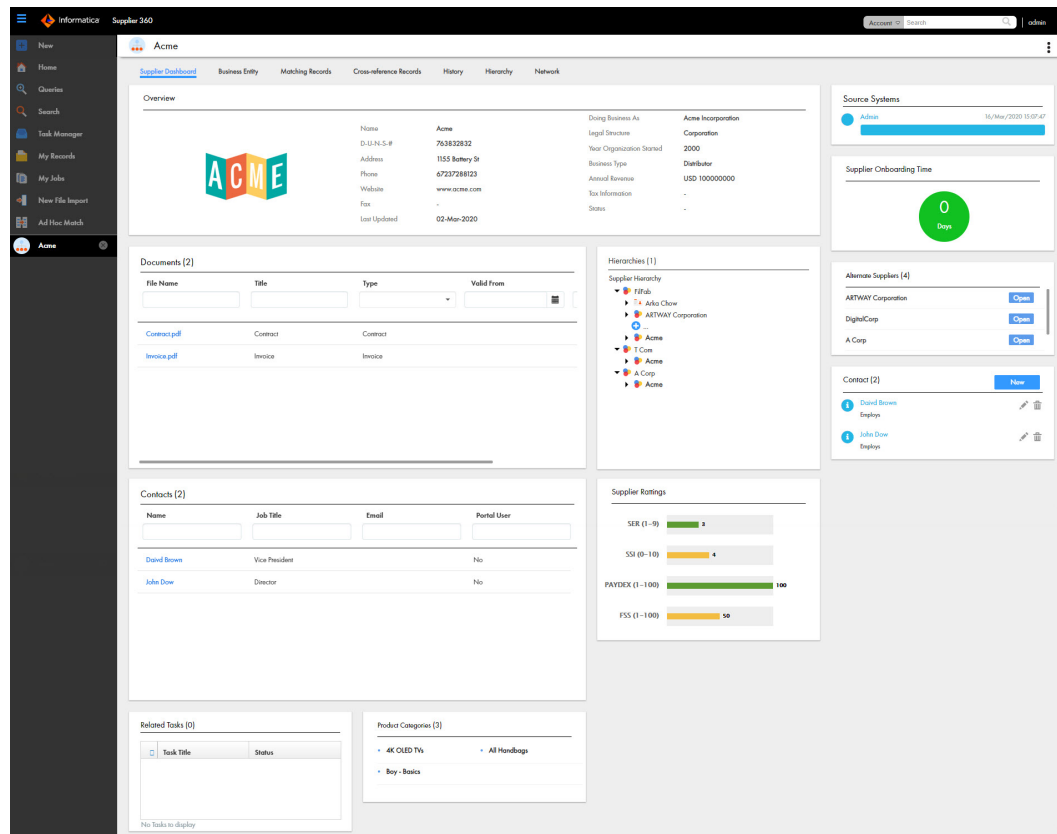 Informatica Supplier 360
Account Search admin
New
Home
Queries
Search
Task Manager
My Records
My Jobs
New File Import
Ad Hoc Match
Acme
Acme
Supplier Dashboard Business Entity Matching Records Cross-reference Records History Hierarchy Network
Overview
ACME
Name Acme
D-U-N-S-# 763832832
Address 1155 Battery St
Phone 67237288123
Website www.acme.com
Fax -
Last Updated 02-Mar-2020
Doing Business As Acme Incorporation
Legal Structure Corporation
Year Organization Started 2000
Business Type Distributor
Annual Revenue USD 100000000
Tax Information -
Status -
Source Systems
Admin 16/Mar/2020 15:07:47
Supplier Onboarding Time
0
Days
Documents (2)
File Name Title Type Valid From
Contract.pdf Contract Contract
Invoice.pdf Invoice Invoice
Hierarchies (1)
Supplier Hierarchy
FilFab
Arka Chow
ARTWAY Corporation
...
Acme
T Com
Acme
A Corp
Acme
Alternate Suppliers (4)
ARTWAY Corporation Open
DigitalCorp Open
A Corp Open
Contact (2) New
Daivd Brown
Employs
John Dow
Employs
Contacts (2)
Name Job Title Email Portal User
Daivd Brown Vice President No
John Dow Director No
Supplier Rattings
SER (1-9) 3
SSI (0-10) 4
PAYDEX (1-100) 100
FSS (1-100) 50
Related Tasks (0)
Task Title Status
No Tasks to display
Product Categories (3)
4K OLED TVs All Handbags
Boy - Basics